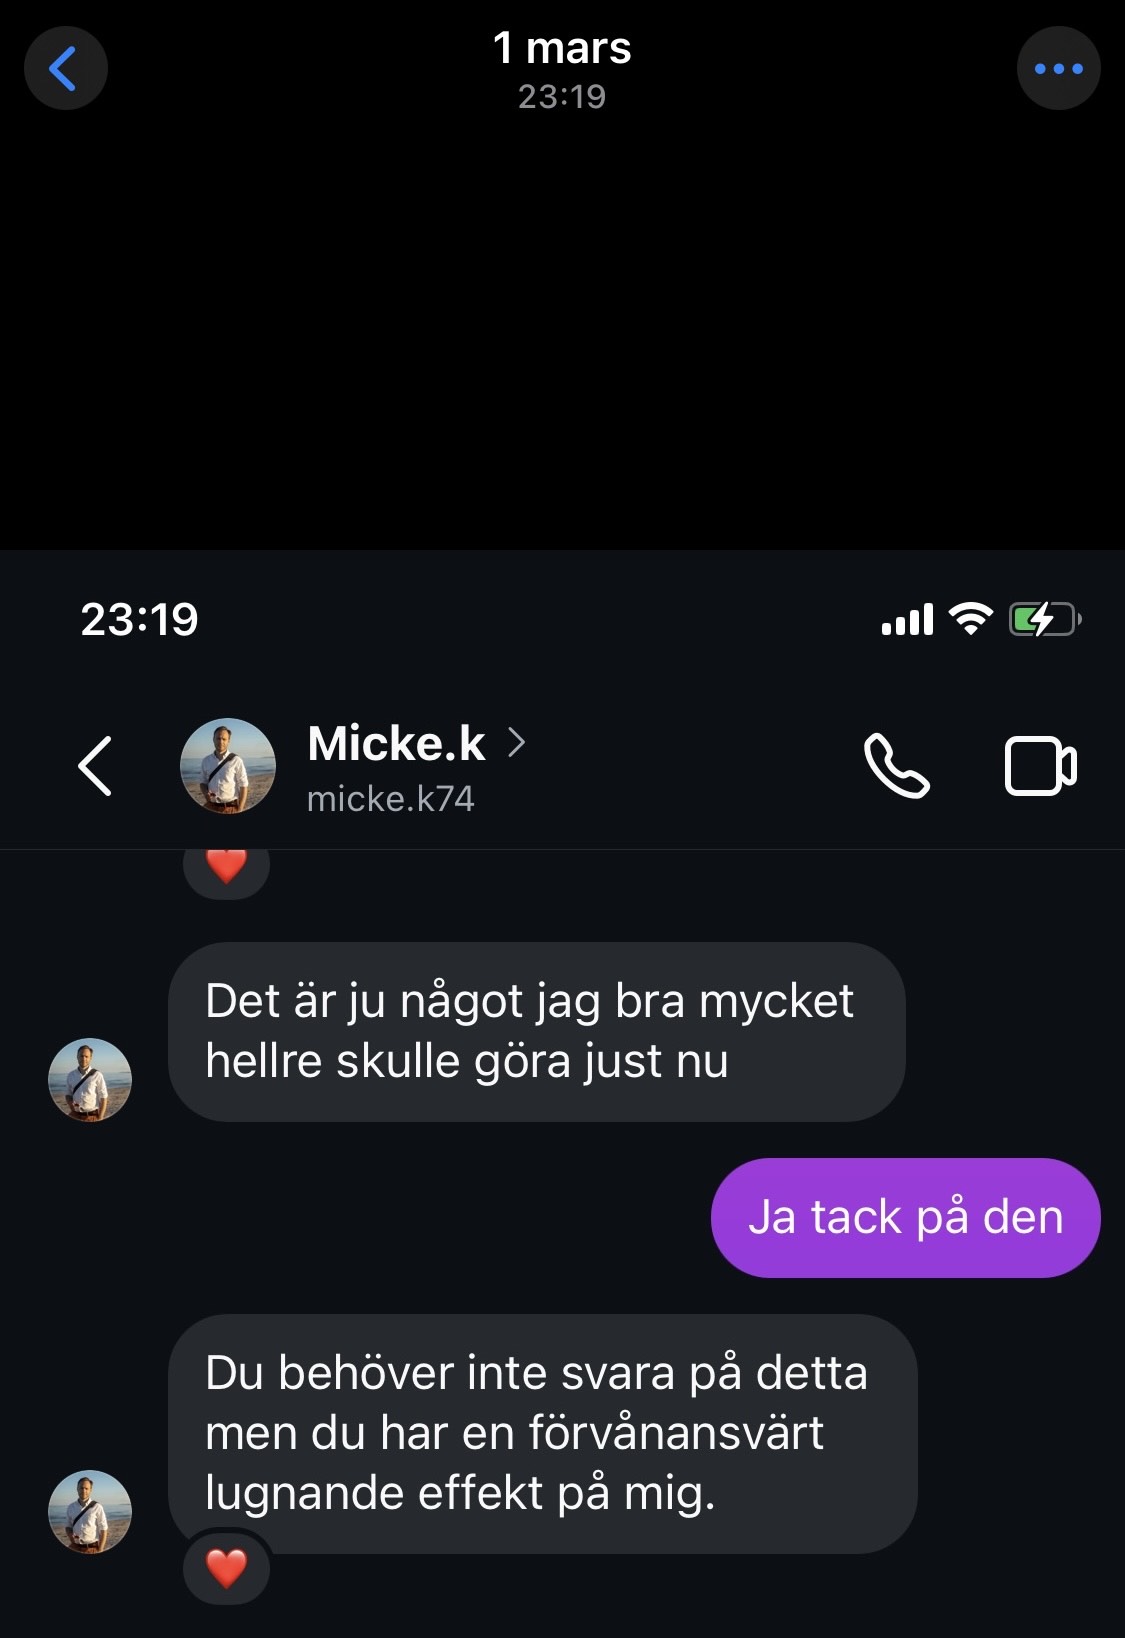 1 mars
23:19
23:19
Micke.k
micke.k74
Det är ju något jag bra mycket
hellre skulle göra just nu
Ja tack på den
Du behöver inte svara på detta
men du har en förvånansvärt
lugnande effekt på mig.